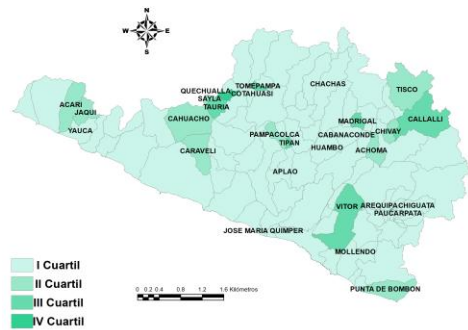 N
W E
S
TOMEPAMPA
QUECHUALLA COTAHUASI
SAYLA
TAURIA
CHACHAS
TISCO
ACARI
JAQUI
YAUCA
CAHUACHO
CARAVELI
PAMPACOLCA
TIPAN
MADRIGAL
CABANACONDE
HUAMBO
CHIVAY
CALLALLI
ACHOMA
APLAO
VITOR
AREQUIPA CHIGUATA
PAUCARPATA
JOSE MARIA QUIMPER
MOLLENDO
PUNTA DE BOMBON
I Cuartil
II Cuartil
III Cuartil
IV Cuartil
0 0.2 0.4 0.8 1.2 1.6 Kilómetros